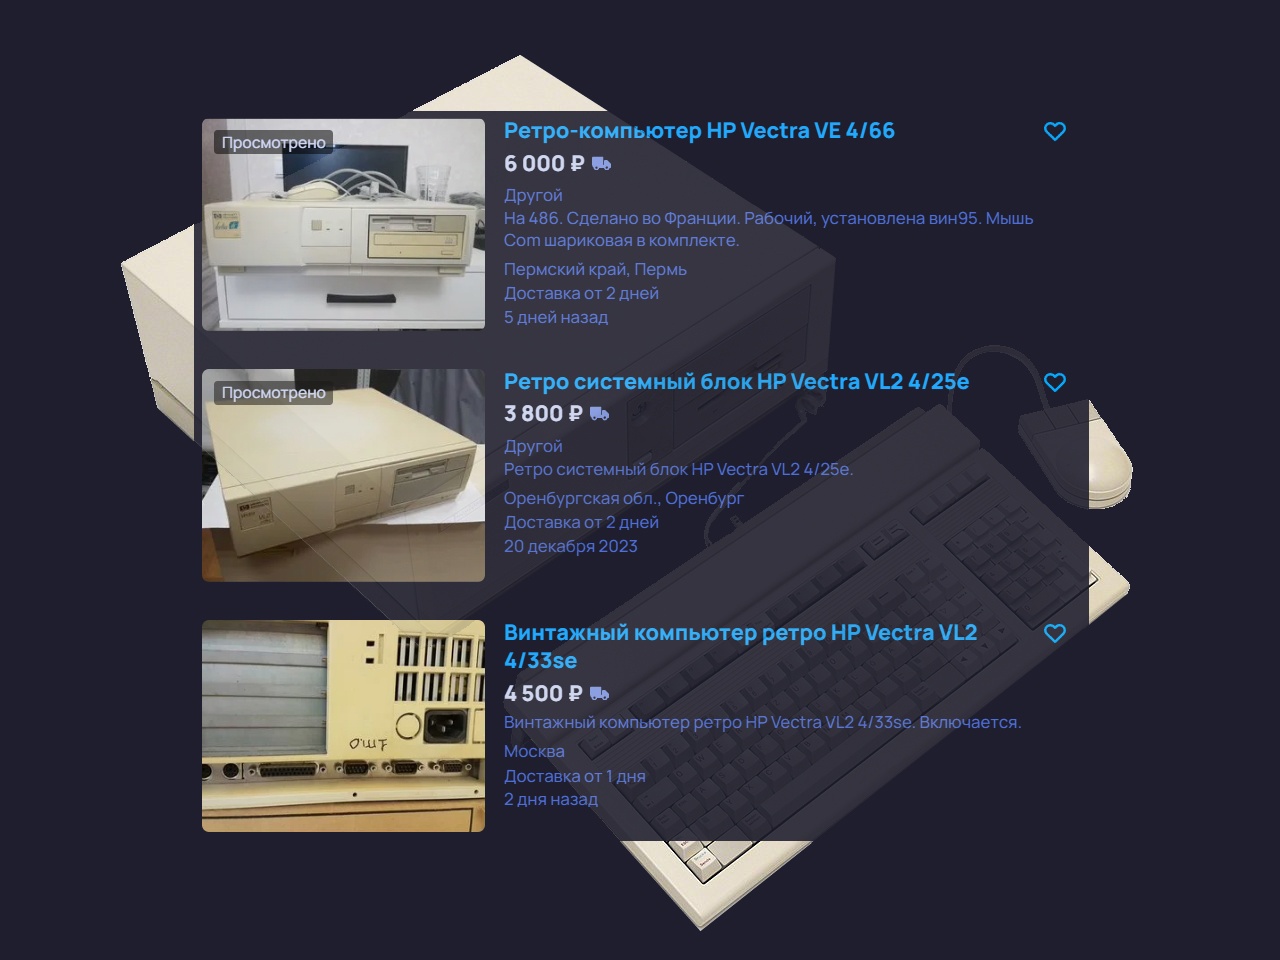 Просмотрено
Ретро-компьютер HP Vectra VE 4/66
6 000 ₽
Другой
На 486. Сделано во Франции. Рабочий, установлена вин95. Мышь
Com шариковая в комплекте.
Пермский край, Пермь
Доставка от 2 дней
5 дней назад
Просмотрено
Ретро системный блок HP Vectra VL2 4/25e
3 800 ₽
Другой
Ретро системный блок HP Vectra VL2 4/25e.
Оренбургская обл., Оренбург
Доставка от 2 дней
20 декабря 2023
Винтажный компьютер ретро HP Vectra VL2
4/33se
4 500 ₽
Винтажный компьютер ретро HP Vectra VL2 4/33se. Включается.
Москва
Доставка от 1 дня
2 дня назад